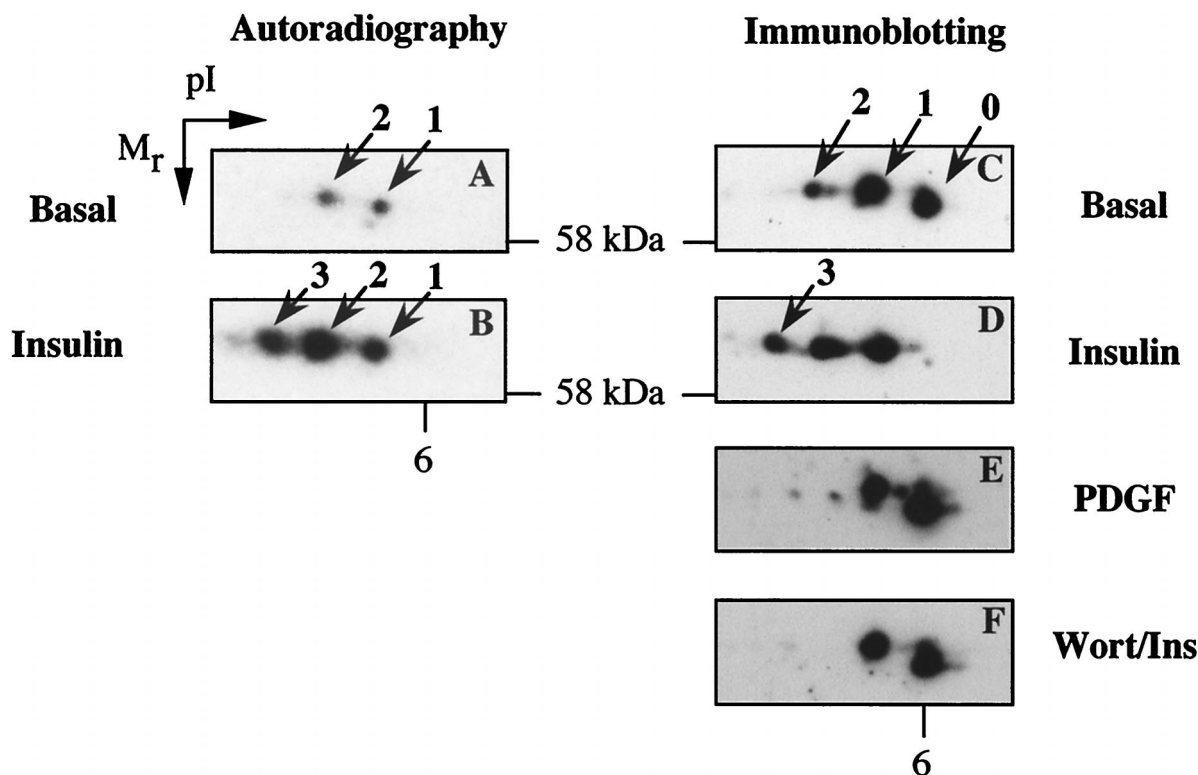 Autoradiography
Immunoblotting
pI
Mr
2 1
2 1 0
A
C
Basal
Basal
58 kDa
3 2 1
3
B
D
Insulin
Insulin
58 kDa
6
E
PDGF
F
Wort/Ins
6